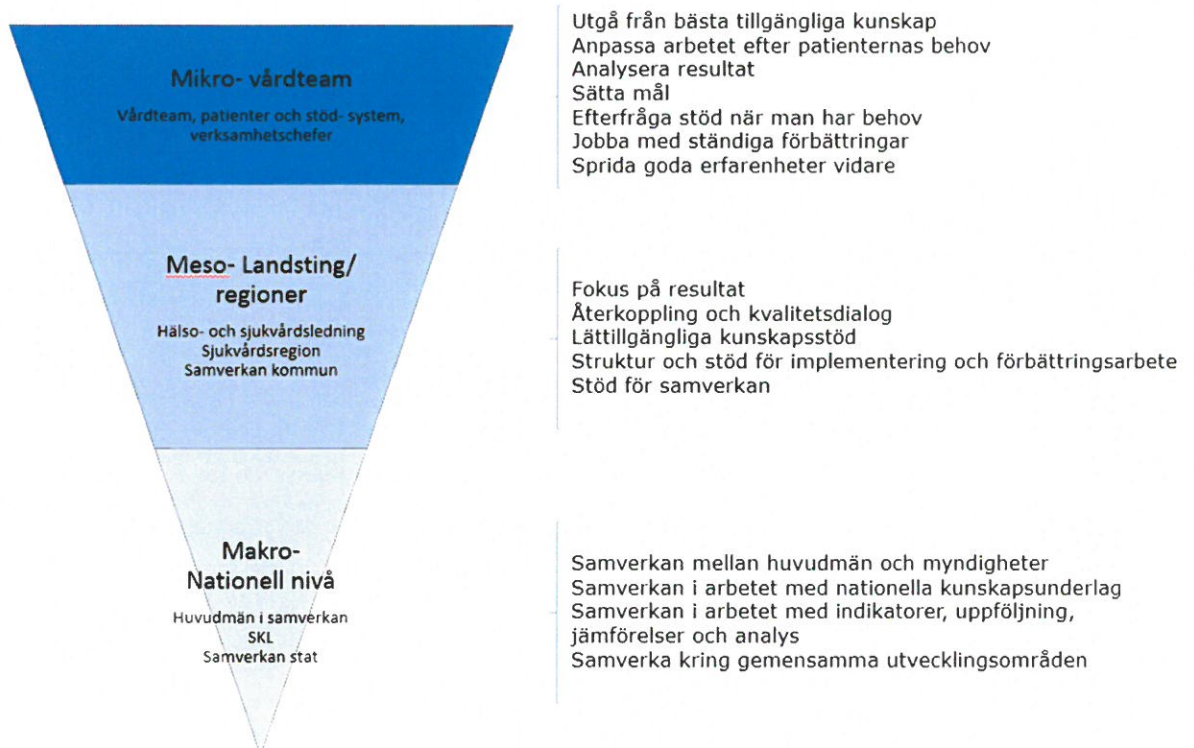 Mikro- vårdteam
Vårdteam, patienter och stöd- system,
verksamhetschefer
Utgå från bästa tillgängliga kunskap
Anpassa arbetet efter patienternas behov
Analysera resultat
Sätta mål
Efterfråga stöd när man har behov
Jobba med ständiga förbättringar
Sprida goda erfarenheter vidare
Meso- Landsting/
regioner
Hälso- och sjukvårdsledning
Sjukvårdsregion
Samverkan kommun
Fokus på resultat
Återkoppling och kvalitetsdialog
Lättillgängliga kunskapsstöd
Struktur och stöd för implementering och förbättringsarbete
Stöd för samverkan
Makro-
Nationell nivå
Huvudmän i samverkan
SKL
Samverkan stat
Samverkan mellan huvudmän och myndigheter
Samverkan i arbetet med nationella kunskapsunderlag
Samverkan i arbetet med indikatorer, uppföljning,
jämförelser och analys
Samverka kring gemensamma utvecklingsområden